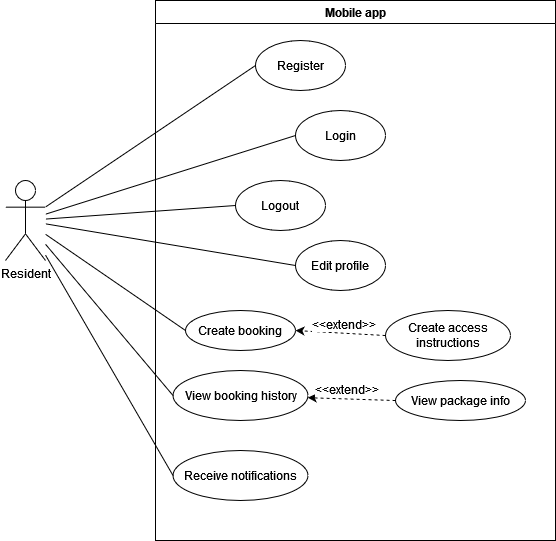 Mobile app
Register
Login
Logout
Resident
Edit profile
Create booking
<<extend>>
Create access
instructions
View booking history
<<extend>>
View package info
Receive notifications